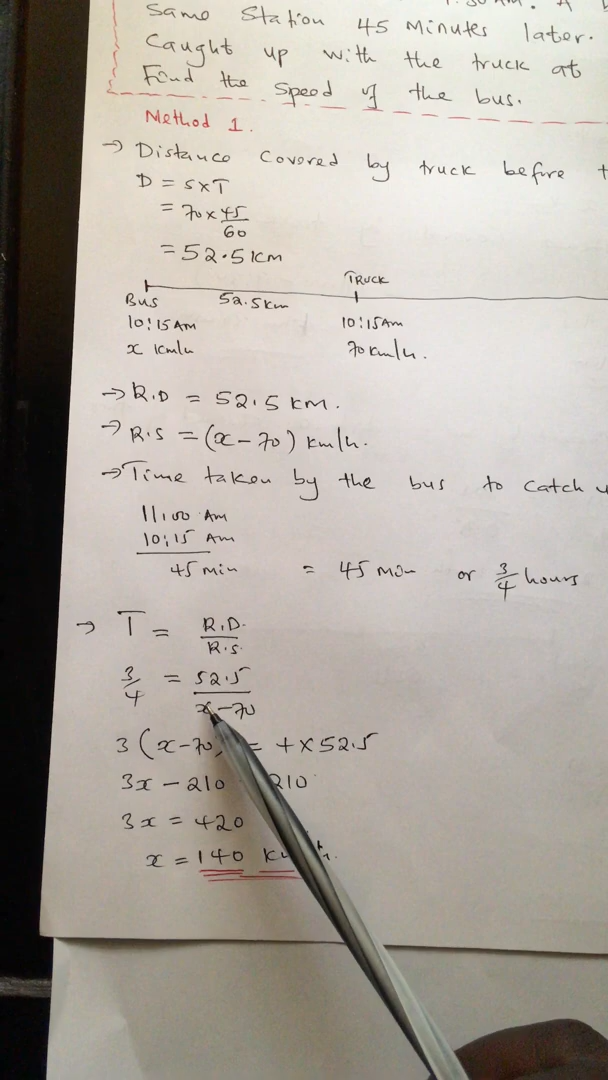 Same Station 45 Minutes later.
Caught up with the truck at
Find the Speed of the bus.
Method 1.
→ Distance Covered by truck before
D = S×T
= 70 × 45/60
= 52.5 km
TRUCK
Bus 52.5km
10:15AM 10:15AM
x km/h 70 km/h.
→ R.D = 52.5 km.
→ R.S = (x-70) km/h.
→ Time taken by the bus to Catch
11:00 Am
10:15 Am
45 min = 45 min or 3/4 hours
→ T = R.D./R.S.
3/4 = 52.5/x-70
3(x-70) = 4×52.5
3x - 210 210
3x = 420
x = 140